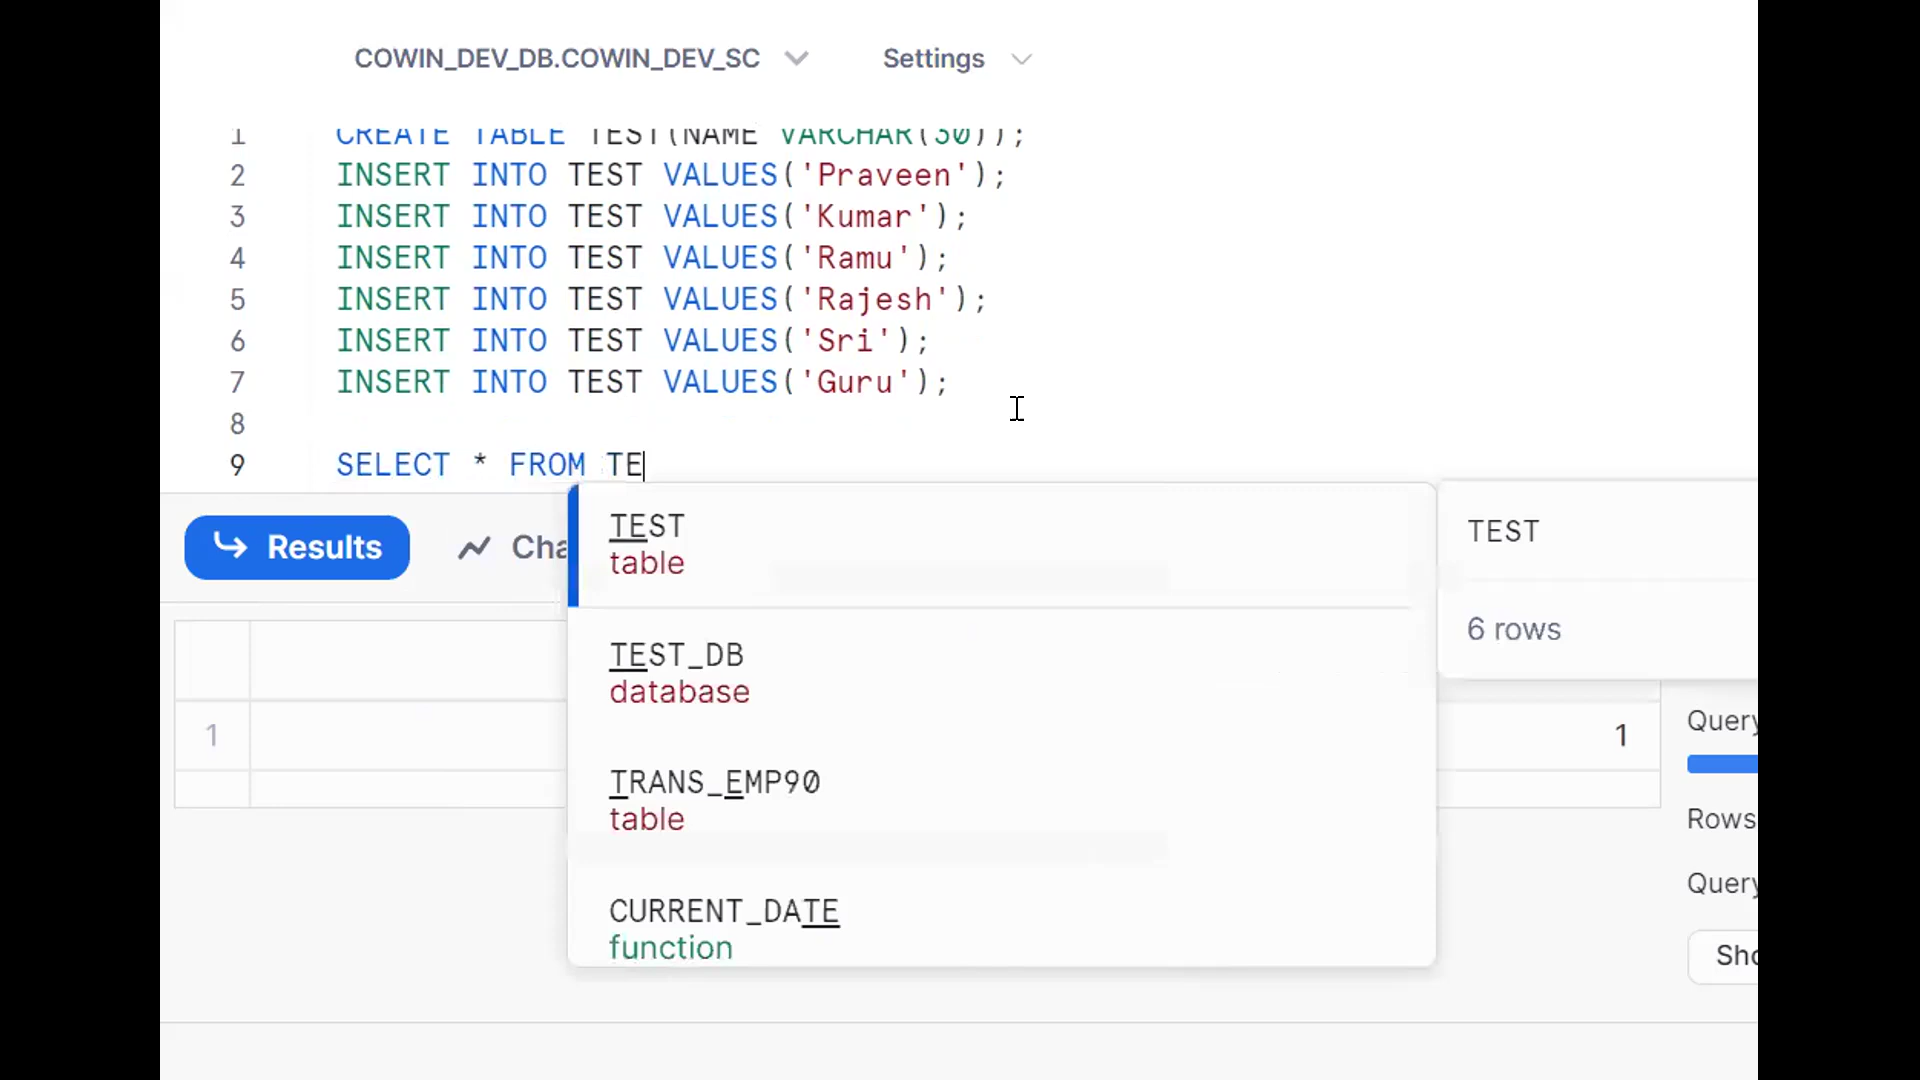 COWIN_DEV_DB.COWIN_DEV_SC Settings
1 CREATE TABLE TEST(NAME VARCHAR(30));
2 INSERT INTO TEST VALUES('Praveen');
3 INSERT INTO TEST VALUES('Kumar');
4 INSERT INTO TEST VALUES('Ramu');
5 INSERT INTO TEST VALUES('Rajesh');
6 INSERT INTO TEST VALUES('Sri');
7 INSERT INTO TEST VALUES('Guru');
8
9 SELECT * FROM TE
Results Cha
TEST
table
TEST_DB
database
TRANS_EMP90
table
CURRENT_DATE
function
TEST
6 rows
1 1
Query
Rows
Query
Sho